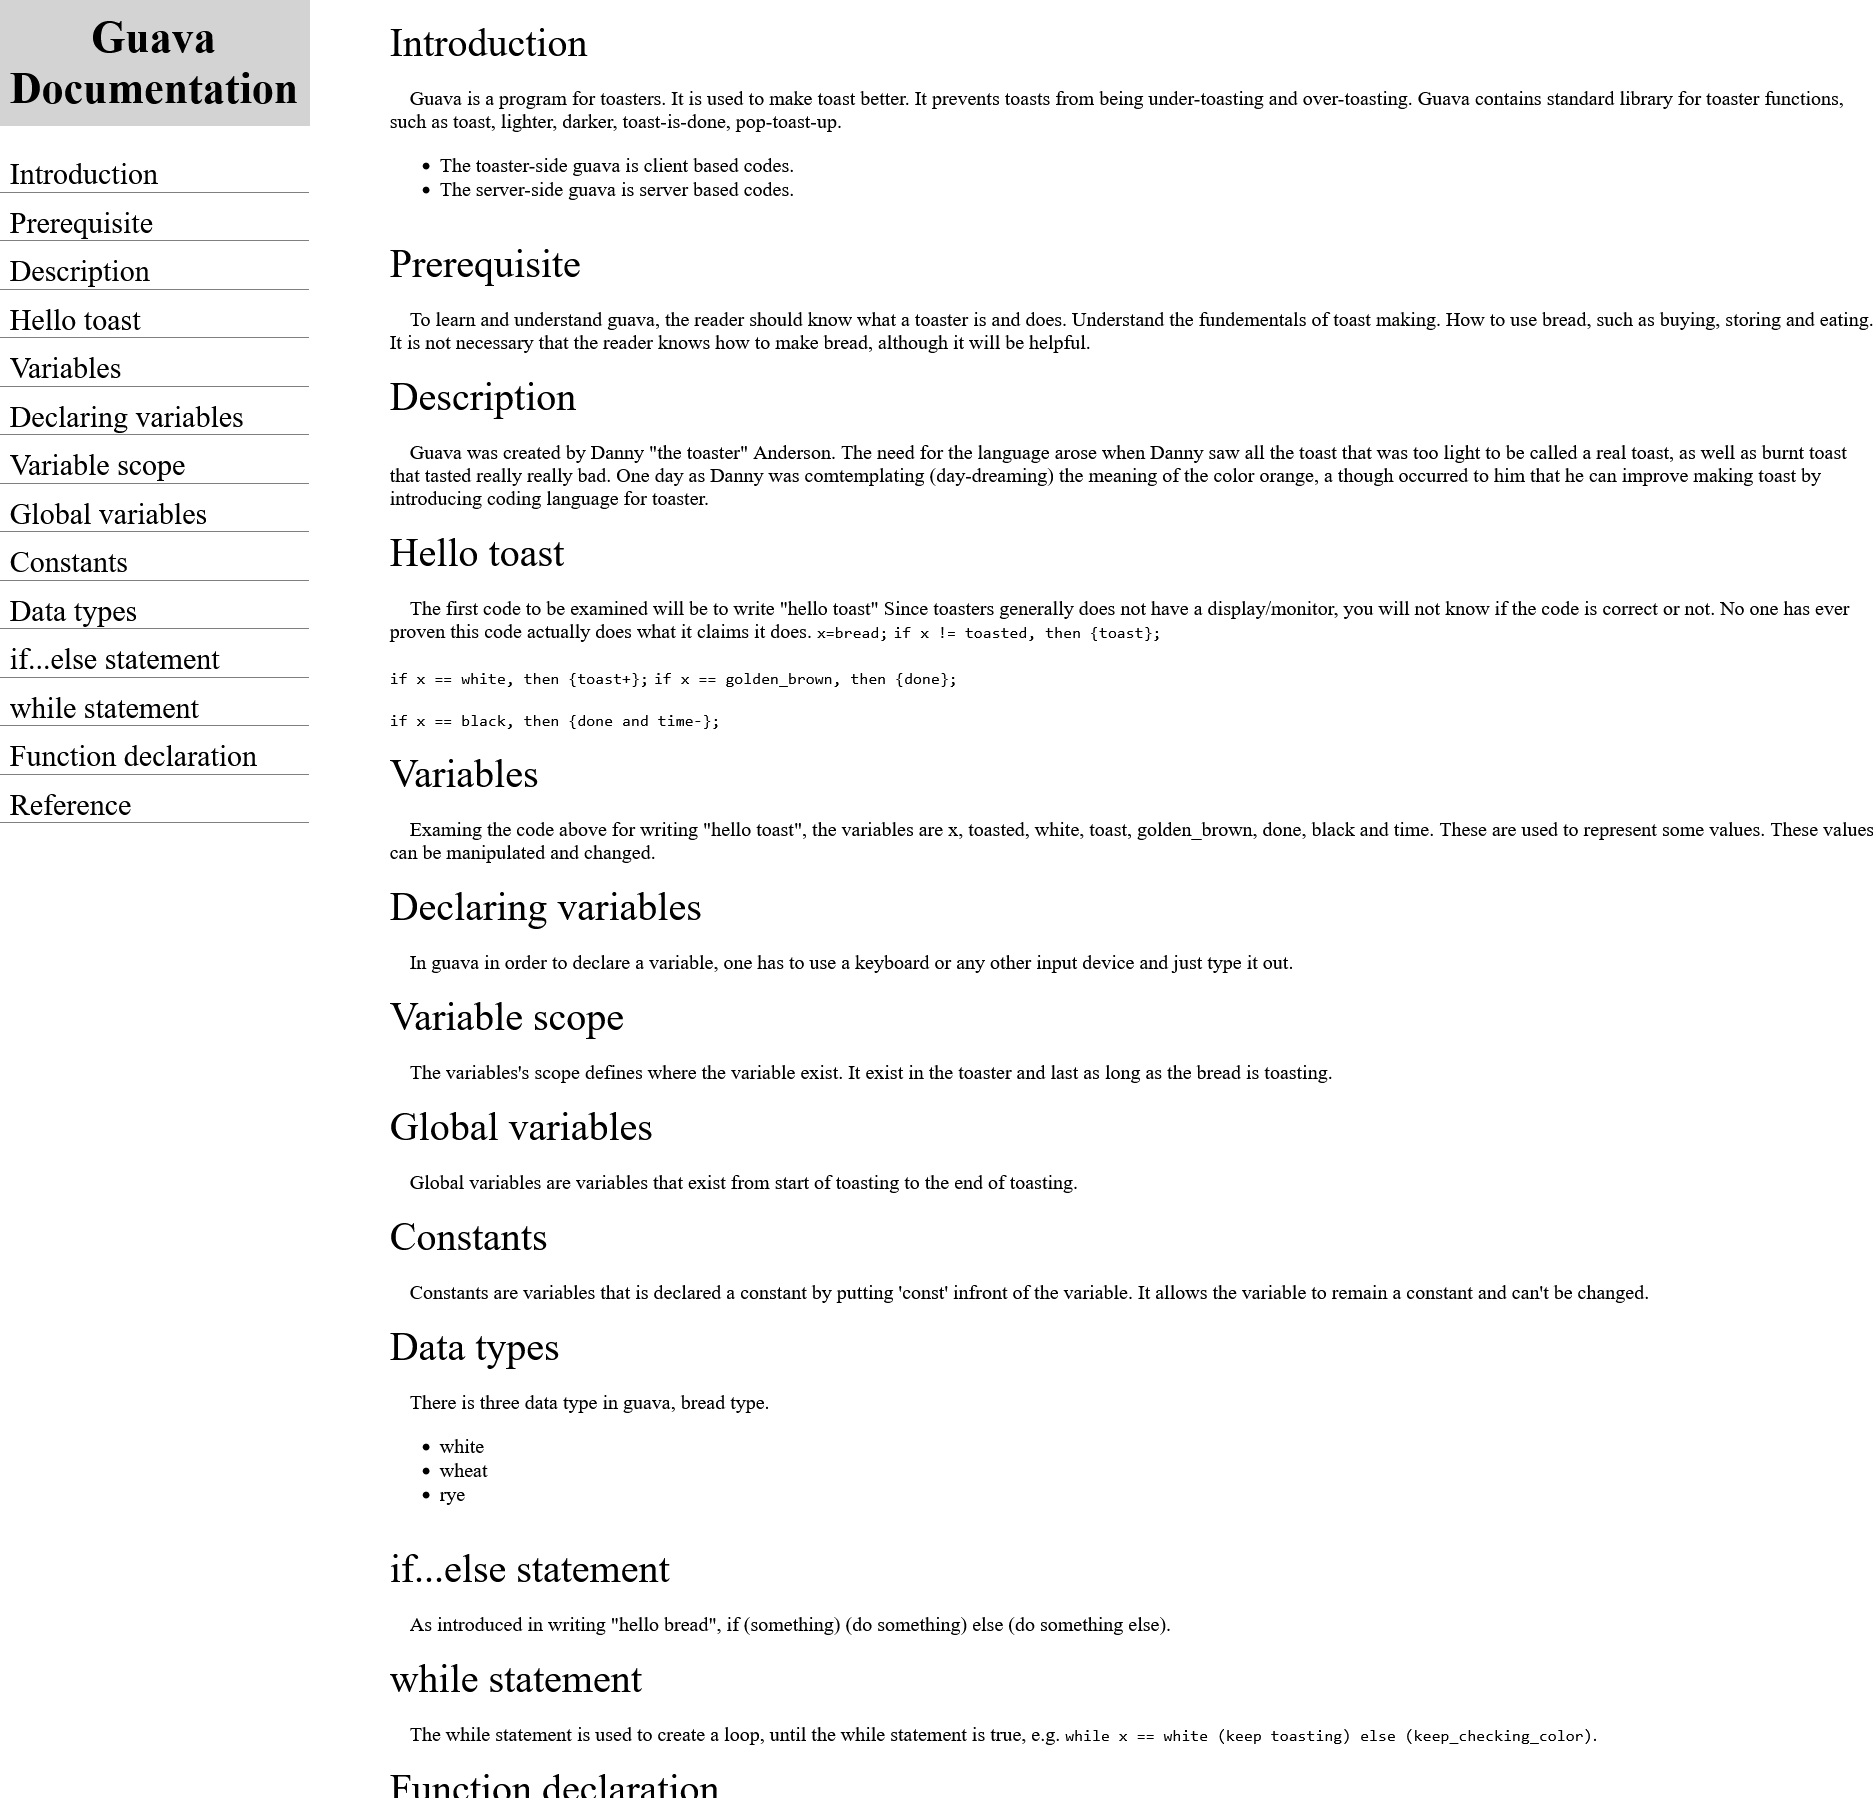 Guava
Documentation
Introduction
Prerequisite
Description
Hello toast
Variables
Declaring variables
Variable scope
Global variables
Constants
Data types
if...else statement
while statement
Function declaration
Reference
Introduction
Guava is a program for toasters. It is used to make toast better. It prevents toasts from being under-toasting and over-toasting. Guava contains standard library for toaster functions,
such as toast, lighter, darker, toast-is-done, pop-toast-up.
• The toaster-side guava is client based codes.
• The server-side guava is server based codes.
Prerequisite
To learn and understand guava, the reader should know what a toaster is and does. Understand the fundementals of toast making. How to use bread, such as buying, storing and eating.
It is not necessary that the reader knows how to make bread, although it will be helpful.
Description
Guava was created by Danny "the toaster" Anderson. The need for the language arose when Danny saw all the toast that was too light to be called a real toast, as well as burnt toast
that tasted really really bad. One day as Danny was comtemplating (day-dreaming) the meaning of the color orange, a though occurred to him that he can improve making toast by
introducing coding language for toaster.
Hello toast
The first code to be examined will be to write "hello toast" Since toasters generally does not have a display/monitor, you will not know if the code is correct or not. No one has ever
proven this code actually does what it claims it does. x=bread; if x != toasted, then {toast};
if x == white, then {toast+}; if x == golden_brown, then {done};
if x == black, then {done and time-};
Variables
Examing the code above for writing "hello toast", the variables are x, toasted, white, toast, golden_brown, done, black and time. These are used to represent some values. These values
can be manipulated and changed.
Declaring variables
In guava in order to declare a variable, one has to use a keyboard or any other input device and just type it out.
Variable scope
The variables's scope defines where the variable exist. It exist in the toaster and last as long as the bread is toasting.
Global variables
Global variables are variables that exist from start of toasting to the end of toasting.
Constants
Constants are variables that is declared a constant by putting 'const' infront of the variable. It allows the variable to remain a constant and can't be changed.
Data types
There is three data type in guava, bread type.
• white
• wheat
• rye
if...else statement
As introduced in writing "hello bread", if (something) (do something) else (do something else).
while statement
The while statement is used to create a loop, until the while statement is true, e.g. while x == white (keep toasting) else (keep_checking_color).
Function declaration